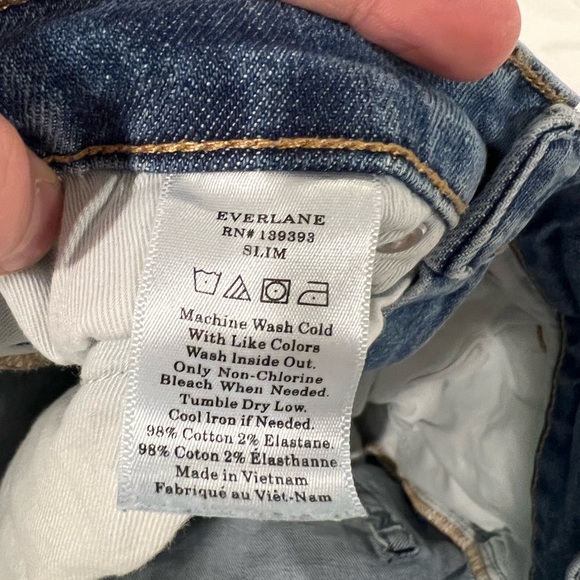 EVERLANE
RN# 139393
SLIM
Machine Wash Cold
With Like Colors
Wash Inside Out.
Only Non-Chlorine
Bleach When Needed.
Tumble Dry Low.
Cool Iron if Needed.
98% Cotton 2% Elastane.
98% Coton 2% Élasthanne
Made in Vietnam
Fabriqué au Viêt-Nam